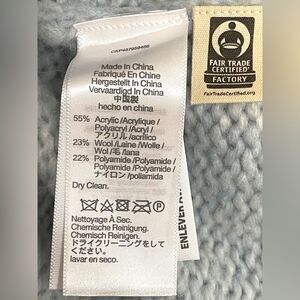 Made In China
Fabriqué En Chine
Hergestellt In China
Vervaardigd In China
中国製
hecho en china
55% Acrylic /Acrylique /
Polyacryl /Acryl /
アクリル /acrílico
23% Wool /Laine /Wolle /
Wol /毛 /lana
22% Polyamide /Polyamide /
Polyamid /Polyamide /
ナイロン /poliamida
Dry Clean.
Nettoyage À Sec.
Chemische Reinigung.
Chemisch Reinigen.
ドライクリーニングをして
ください。
lavar en seco.
ENLEVER
FAIR TRADE
CERTIFIED
FACTORY
FairTradeCertified.org